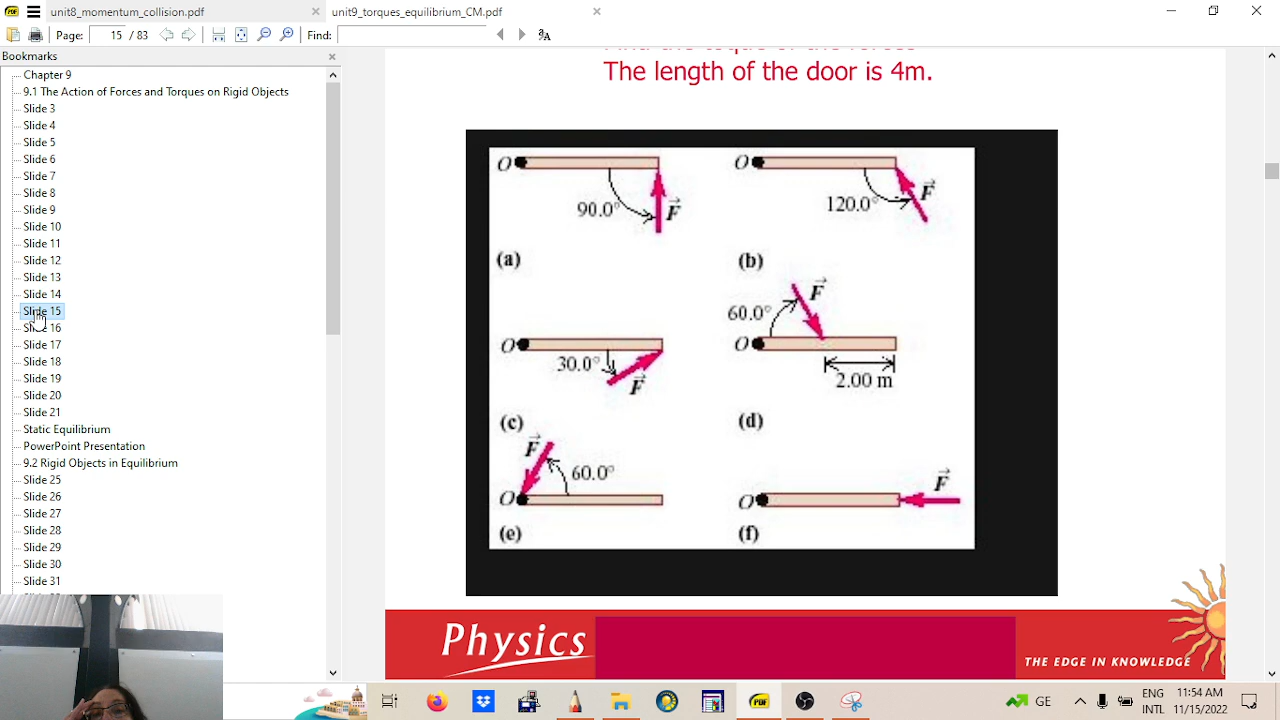 unit8_momentum_collision.pdf
unit9_torques_equilibrium_CM.pdf
Page: 15 / 83
Bookmarks
Chapter 9
9.1 The Action of Forces and Torques on Rigid Objects
Slide 3
Slide 4
Slide 5
Slide 6
Slide 7
Slide 8
Slide 9
Slide 10
Slide 11
Slide 12
Slide 13
Slide 14
Slide 15
Slide 16
Slide 17
Slide 18
Slide 19
Slide 20
Slide 21
Static Equilibrium
PowerPoint Presentation
9.2 Rigid Objects in Equilibrium
Slide 25
Slide 26
Slide 27
Slide 28
Slide 29
Slide 30
Slide 31
The length of the door is 4m.
O
90.0°
F
(a)
O
120.0°
F
(b)
O
30.0°
F
(c)
60.0°
F
O
2.00 m
(d)
F
60.0°
O
(e)
O
F
(f)
Physics
THE EDGE IN KNOWLEDGE
GE
ENG
INTL
11:54 AM
11/15/2022